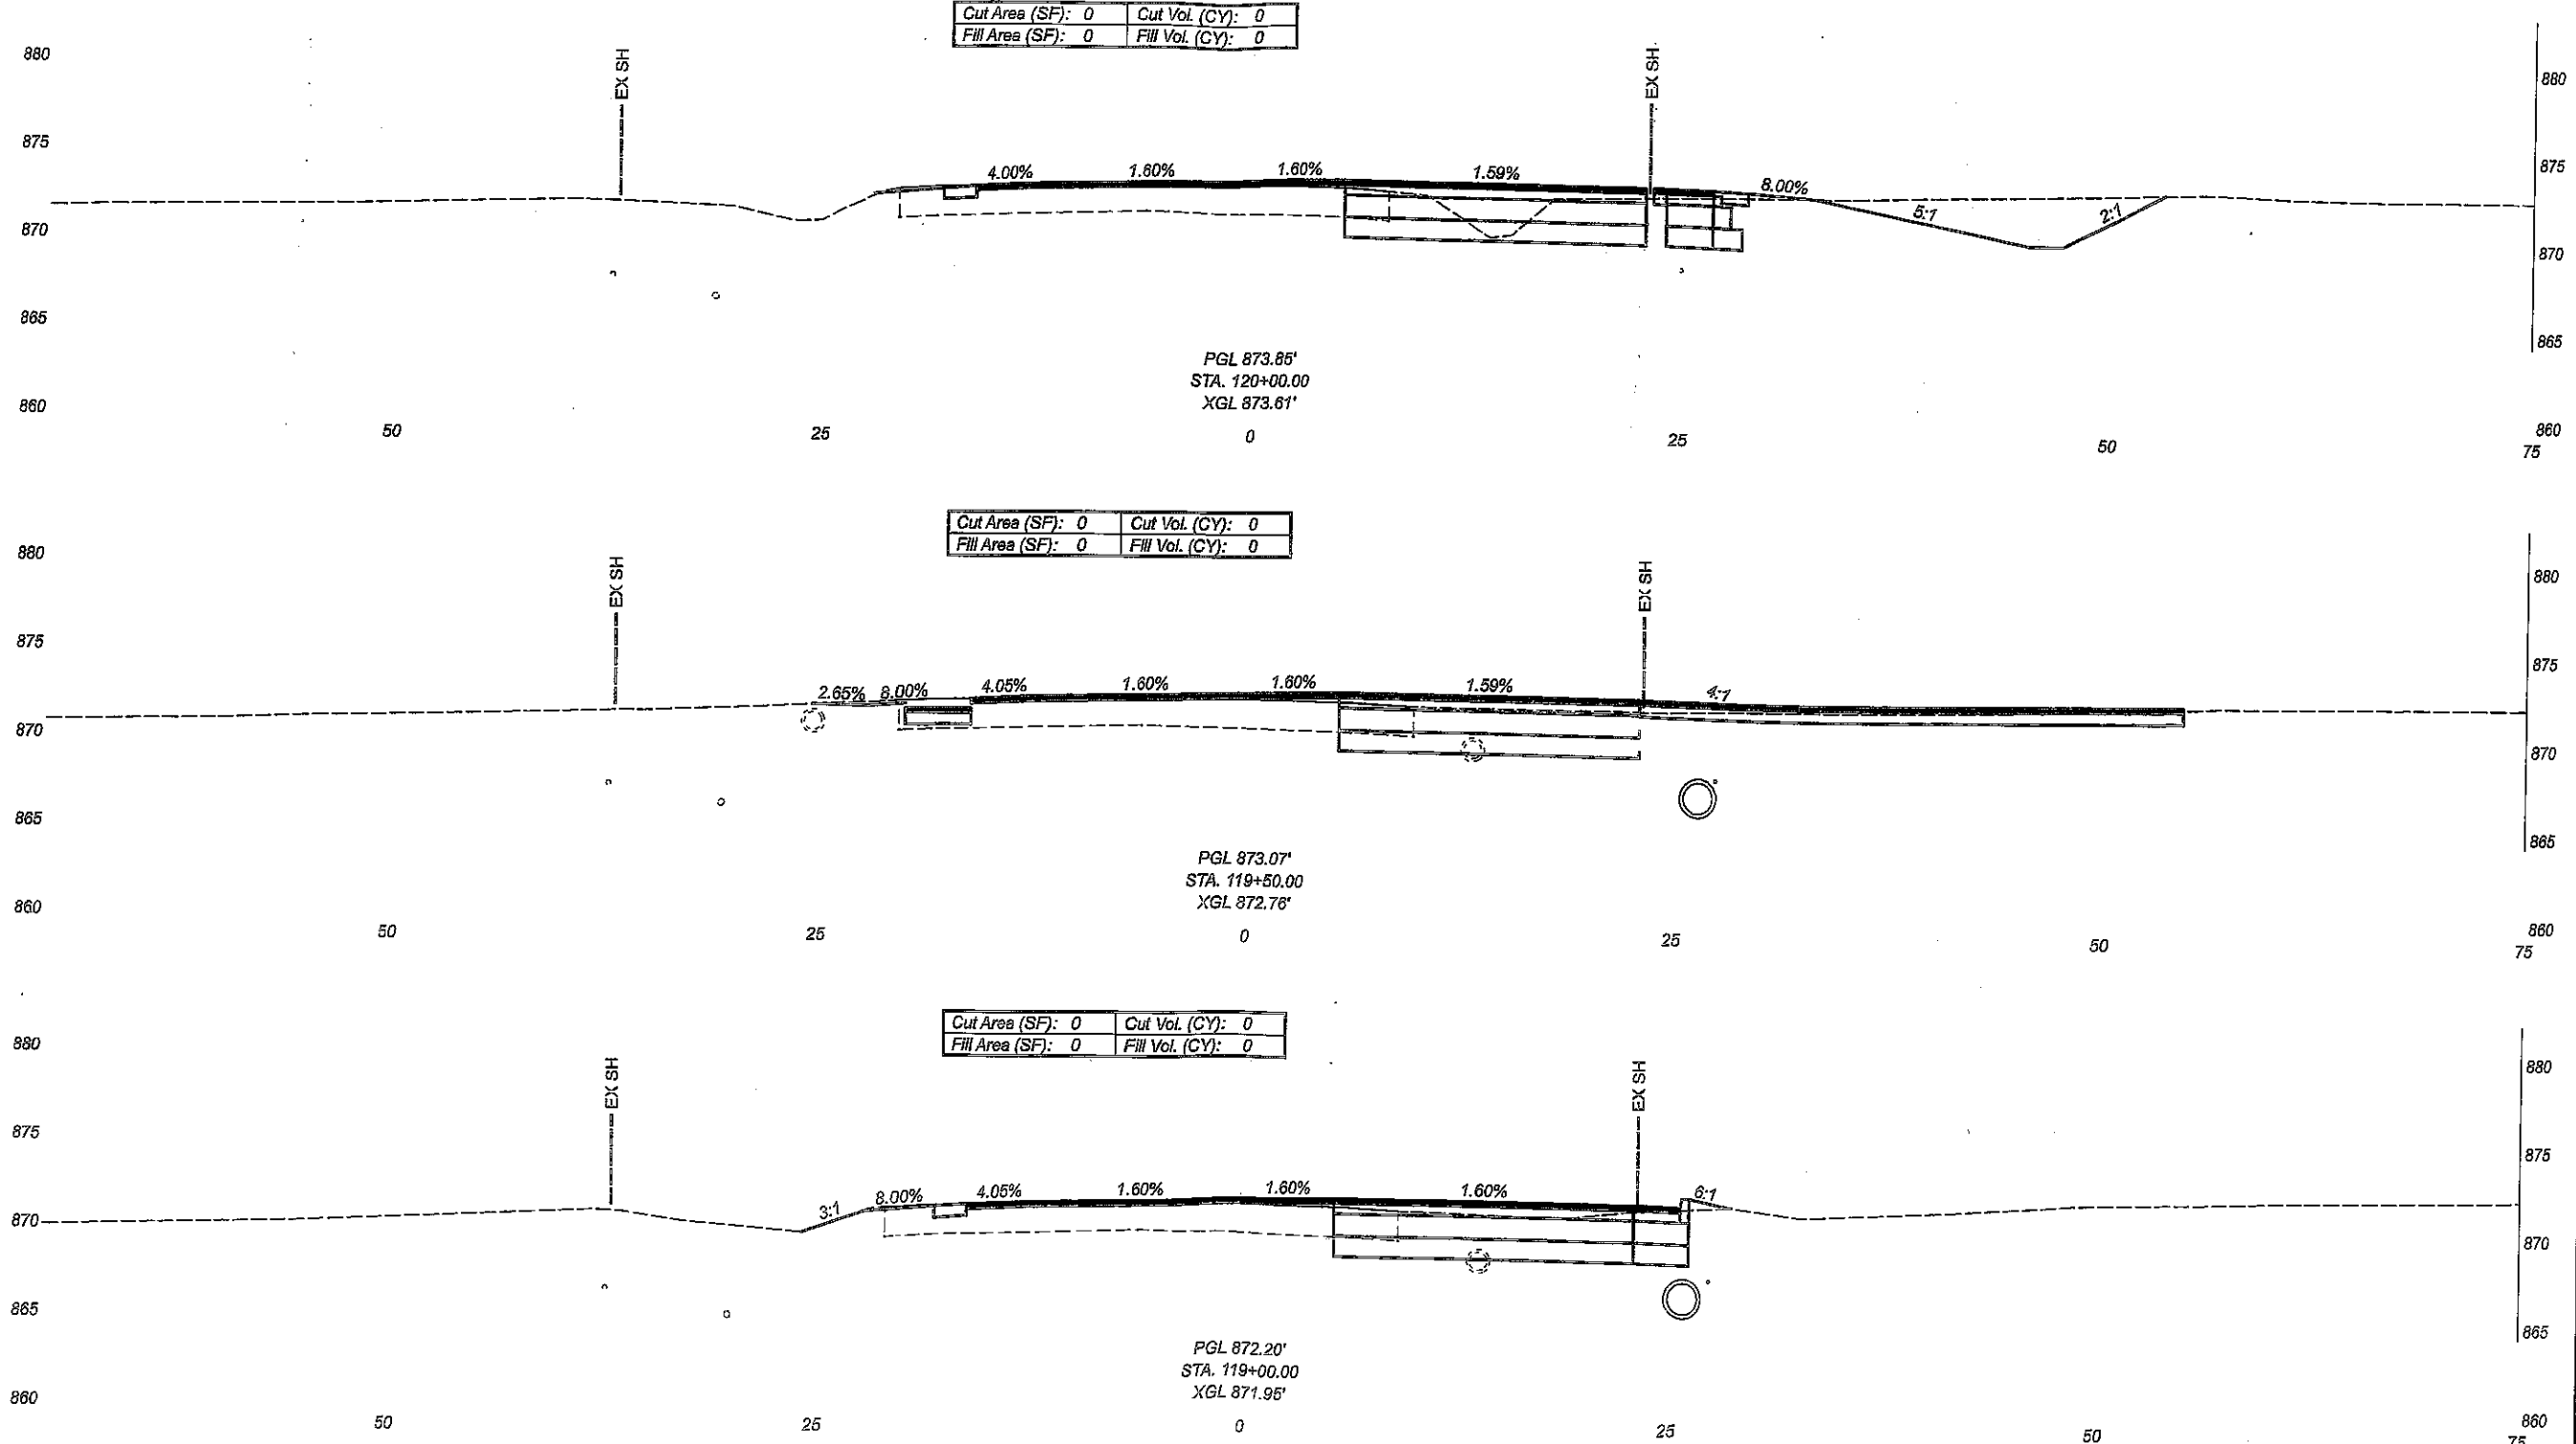 Cut Area (SF): 0 Cut Vol. (CY): 0
Fill Area (SF): 0 Fill Vol. (CY): 0
880 EX SH EX SH 880
875 4.00% 1.60% 1.60% 1.59% 8.00% 875
870 5:1 2:1 870
865 865
PGL 873.85'
STA. 120+00.00
XGL 873.61'
860 860
50 25 0 25 50 75
Cut Area (SF): 0 Cut Vol. (CY): 0
Fill Area (SF): 0 Fill Vol. (CY): 0
880 EX SH EX SH 880
875 875
2.65% 8.00% 4.05% 1.60% 1.60% 1.59% 4:1
870 870
865 865
PGL 873.07'
STA. 119+50.00
XGL 872.76'
860 860
50 25 0 25 50 75
Cut Area (SF): 0 Cut Vol. (CY): 0
Fill Area (SF): 0 Fill Vol. (CY): 0
880 EX SH EX SH 880
875 875
3:1 8.00% 4.05% 1.60% 1.60% 1.60% 6:1
870 870
865 865
PGL 872.20'
STA. 119+00.00
XGL 871.95'
860 860
50 25 0 25 50 75